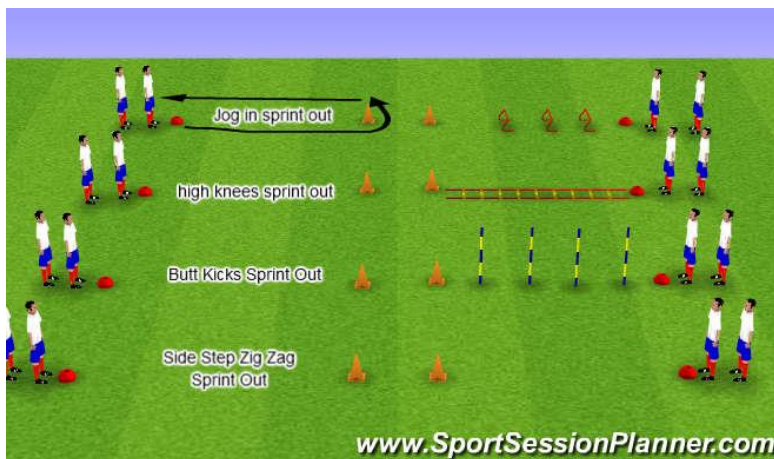 Jog in sprint out
high knees sprint out
Butt Kicks Sprint Out
Side Step Zig Zag
Sprint Out
www.SportSessionPlanner.com